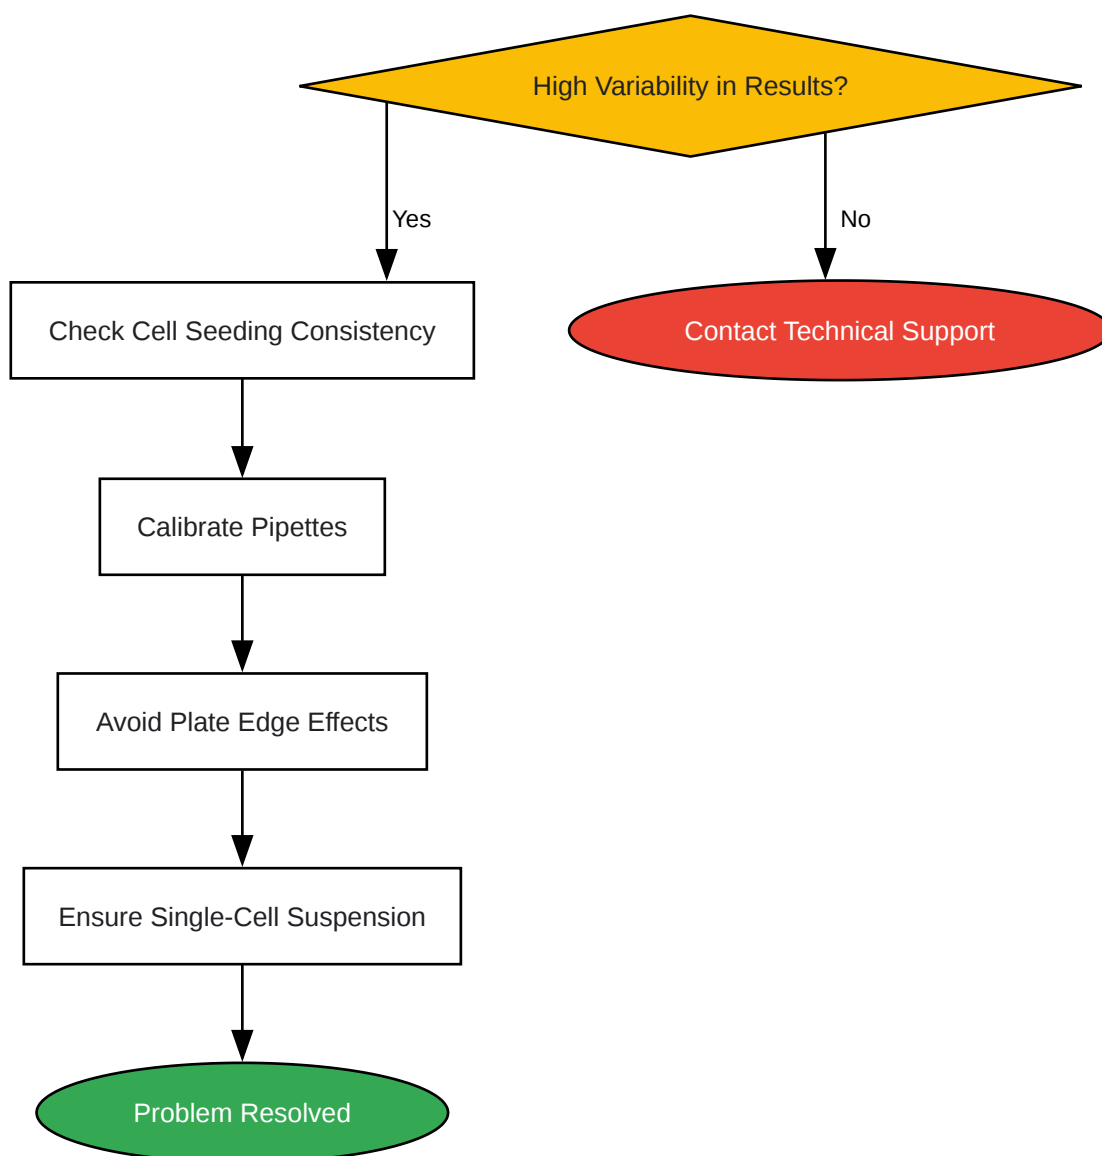 High Variability in Results?
Yes
No
Check Cell Seeding Consistency
Contact Technical Support
Calibrate Pipettes
Avoid Plate Edge Effects
Ensure Single-Cell Suspension
Problem Resolved